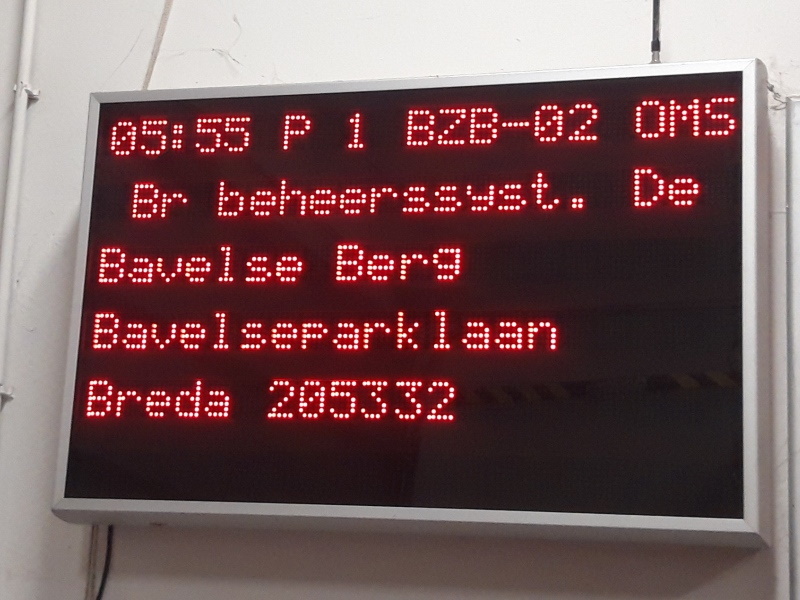 05:55 P 1 BZB-02 OMS
Br beheerssyst. De
Bavelse Berg
Bavelseparklaan
Breda 205332